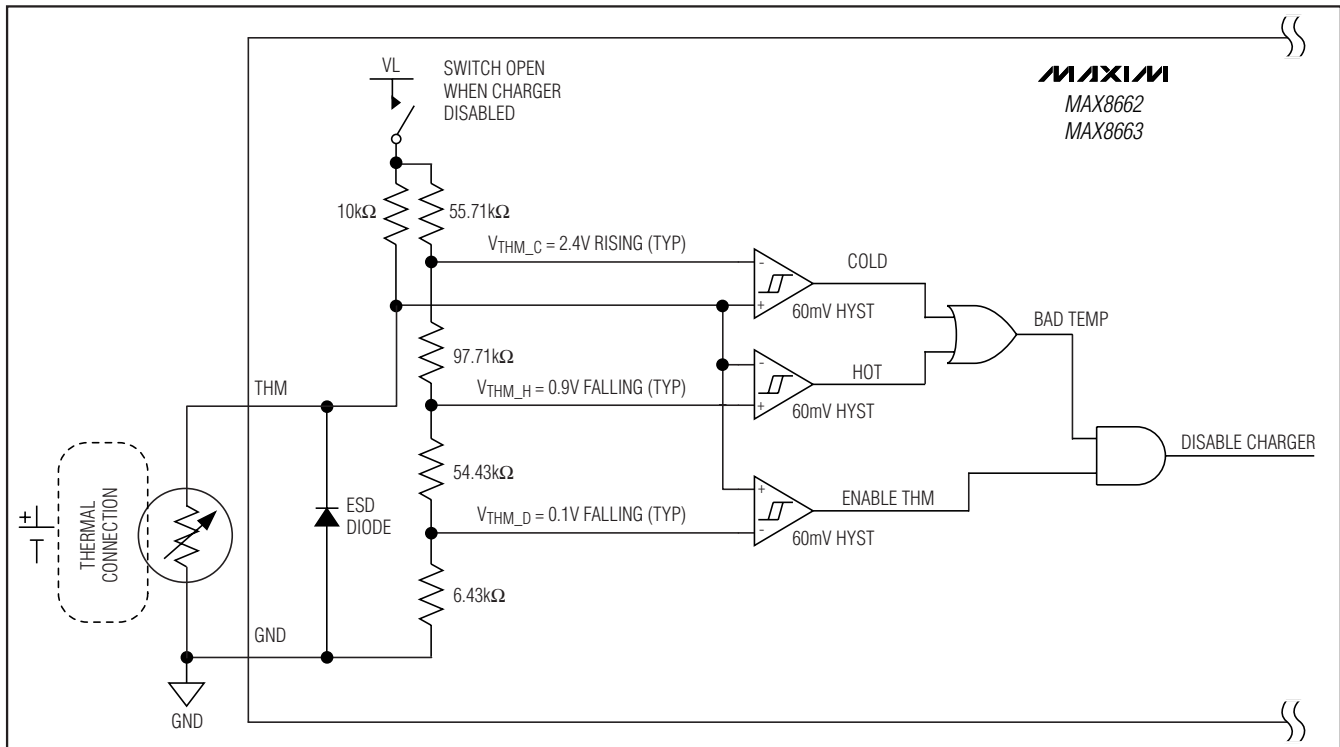 VL
SWITCH OPEN
WHEN CHARGER
DISABLED
MAXIM
MAX8662
MAX8663
10kΩ
55.71kΩ
VTHM_C = 2.4V RISING (TYP)
-
+
COLD
60mV HYST
BAD TEMP
97.71kΩ
-
+
HOT
THM
VTHM_H = 0.9V FALLING (TYP)
60mV HYST
DISABLE CHARGER
54.43kΩ
+
-
ENABLE THM
+
THERMAL
CONNECTION
ESD
DIODE
VTHM_D = 0.1V FALLING (TYP)
60mV HYST
6.43kΩ
GND
GND